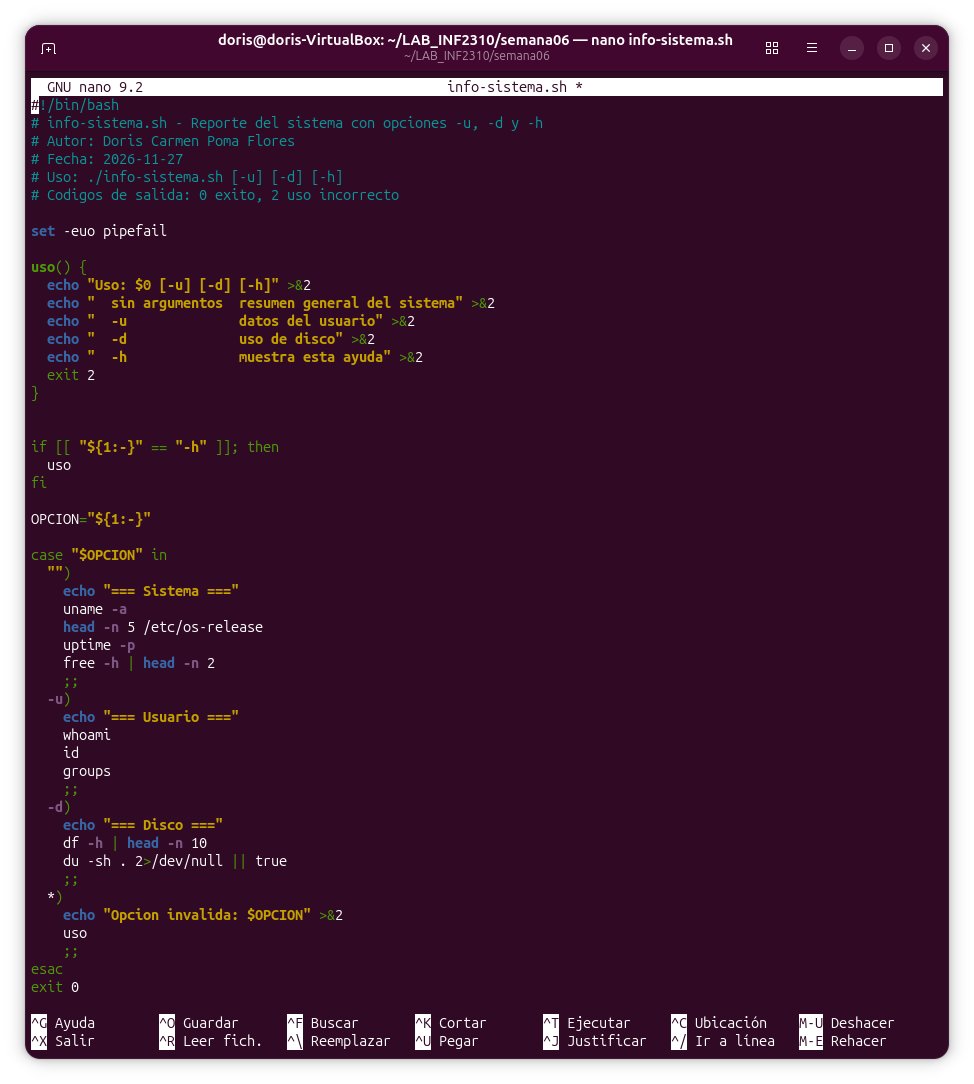 doris@doris-VirtualBox: ~/LAB_INF2310/semana06 — nano info-sistema.sh
~/LAB_INF2310/semana06
GNU nano 9.2                                      info-sistema.sh *
#!/bin/bash
# info-sistema.sh - Reporte del sistema con opciones -u, -d y -h
# Autor: Doris Carmen Poma Flores
# Fecha: 2026-11-27
# Uso: ./info-sistema.sh [-u] [-d] [-h]
# Codigos de salida: 0 exito, 2 uso incorrecto

set -euo pipefail

uso() {
  echo "Uso: $0 [-u] [-d] [-h]" >&2
  echo "  sin argumentos  resumen general del sistema" >&2
  echo "  -u              datos del usuario" >&2
  echo "  -d              uso de disco" >&2
  echo "  -h              muestra esta ayuda" >&2
  exit 2
}


if [[ "${1:-}" == "-h" ]]; then
  uso
fi

OPCION="${1:-}"

case "$OPCION" in
  "")
    echo "=== Sistema ==="
    uname -a
    head -n 5 /etc/os-release
    uptime -p
    free -h | head -n 2
    ;;
  -u)
    echo "=== Usuario ==="
    whoami
    id
    groups
    ;;
  -d)
    echo "=== Disco ==="
    df -h | head -n 10
    du -sh . 2>/dev/null || true
    ;;
  *)
    echo "Opcion invalida: $OPCION" >&2
    uso
    ;;
esac
exit 0

^G Ayuda        ^O Guardar      ^F Buscar       ^K Cortar       ^T Ejecutar     ^C Ubicación    M-U Deshacer
^X Salir        ^R Leer fich.   ^\ Reemplazar   ^U Pegar        ^J Justificar   ^/ Ir a línea   M-E Rehacer